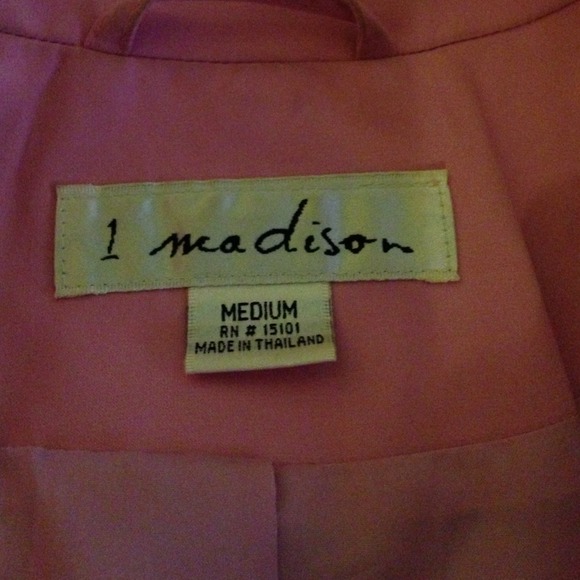 1 madison
MEDIUM
RN # 15101
MADE IN THAILAND